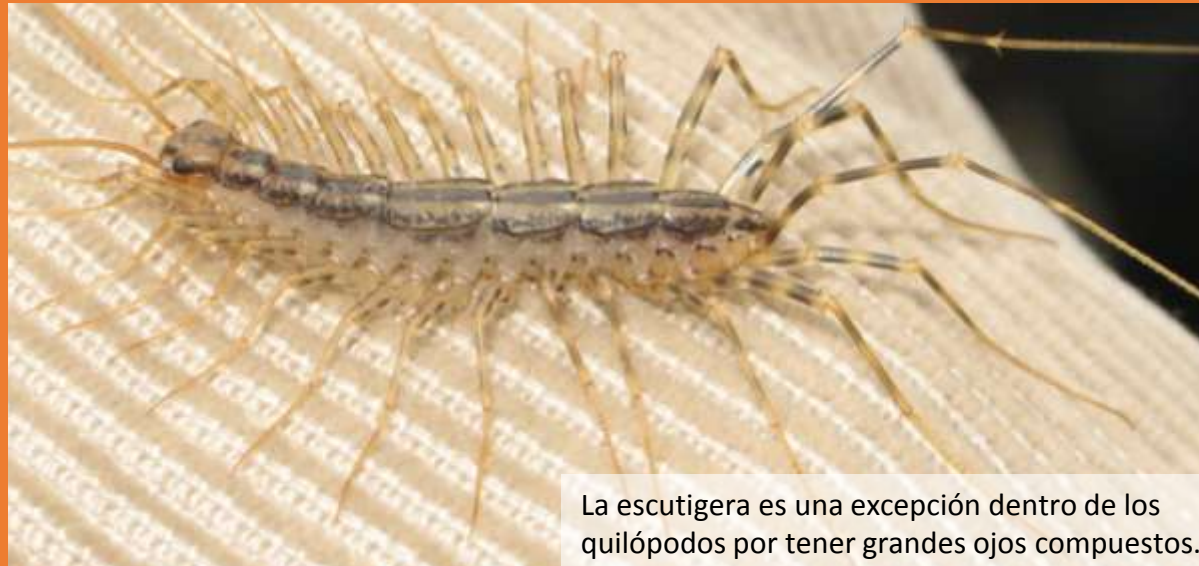 La escutigera es una excepción dentro de los
quilópodos por tener grandes ojos compuestos.